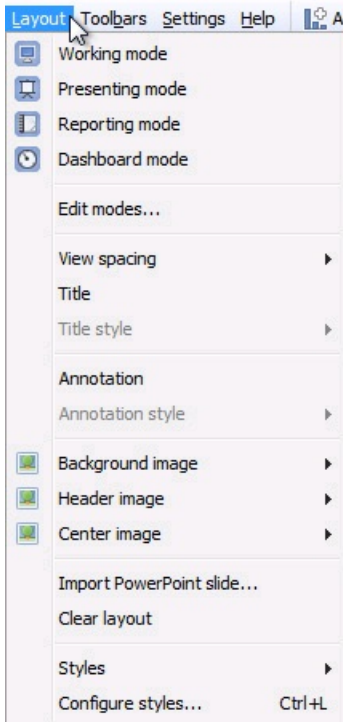 Layout Toolbars Settings Help A
Working mode
Presenting mode
Reporting mode
Dashboard mode
Edit modes...
View spacing
Title
Title style
Annotation
Annotation style
Background image
Header image
Center image
Import PowerPoint slide...
Clear layout
Styles
Configure styles... Ctrl+L